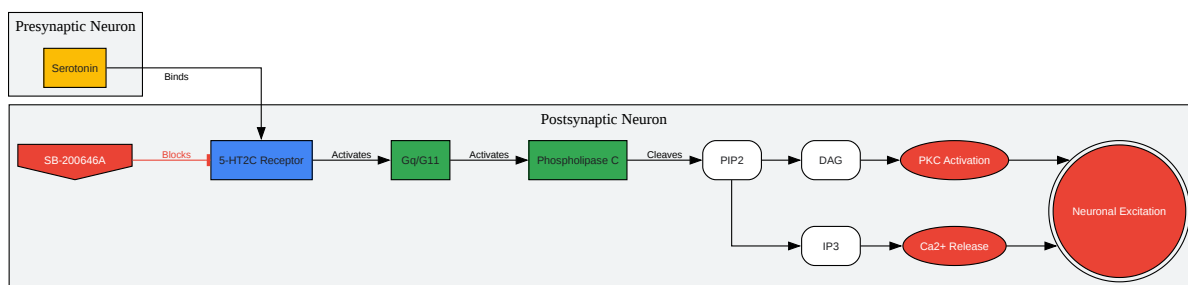 Presynaptic Neuron
Serotonin
Binds
Postsynaptic Neuron
SB-200646A
Blocks
5-HT2C Receptor
Activates
Gq/G11
Activates
Phospholipase C
Cleaves
PIP2
DAG
PKC Activation
Neuronal Excitation
IP3
Ca2+ Release